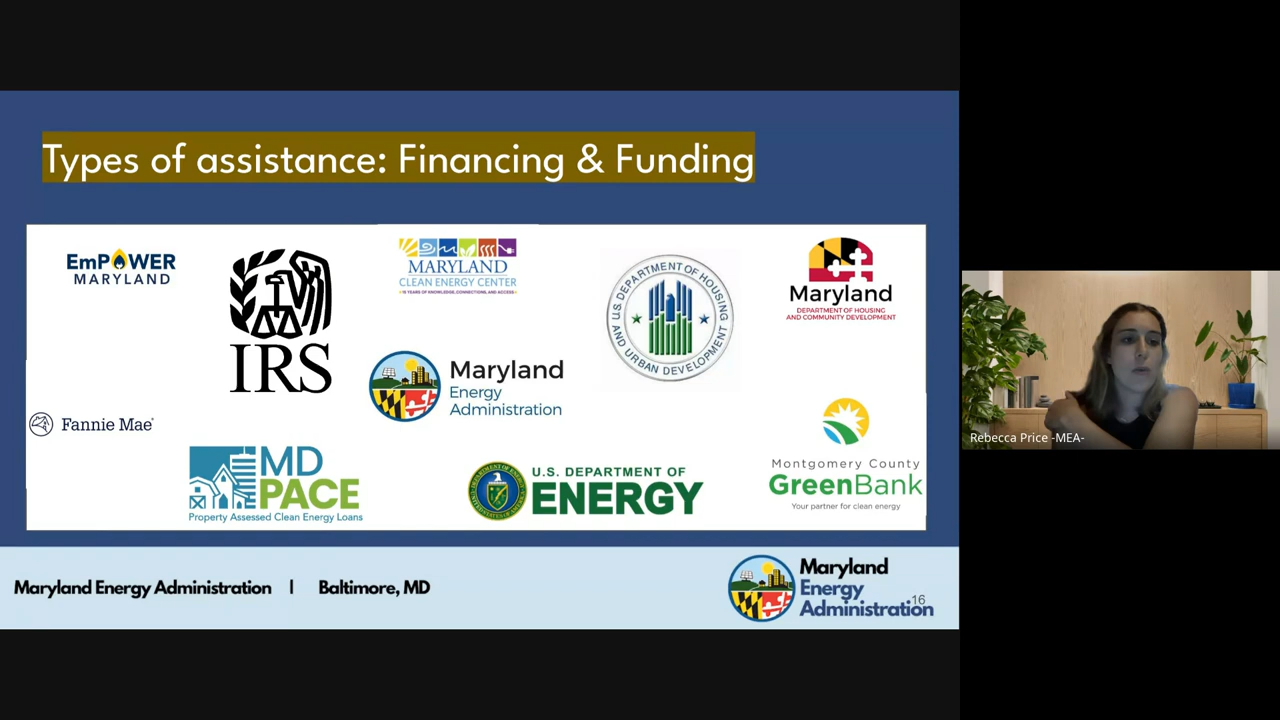 Types of assistance: Financing & Funding
EmPOWER
MARYLAND
IRS
MARYLAND
CLEAN ENERGY CENTER
U.S. DEPARTMENT OF HOUSING
AND URBAN DEVELOPMENT
Maryland
DEPARTMENT OF HOUSING
AND COMMUNITY DEVELOPMENT
Maryland
Energy
Administration
Fannie Mae
MD
PACE
Property Assessed Clean Energy Loans
U.S. DEPARTMENT OF
ENERGY
Montgomery County
GreenBank
Your partner for clean energy
Rebecca Price -MEA-
Maryland Energy Administration | Baltimore, MD
Maryland
Energy
Administration
16